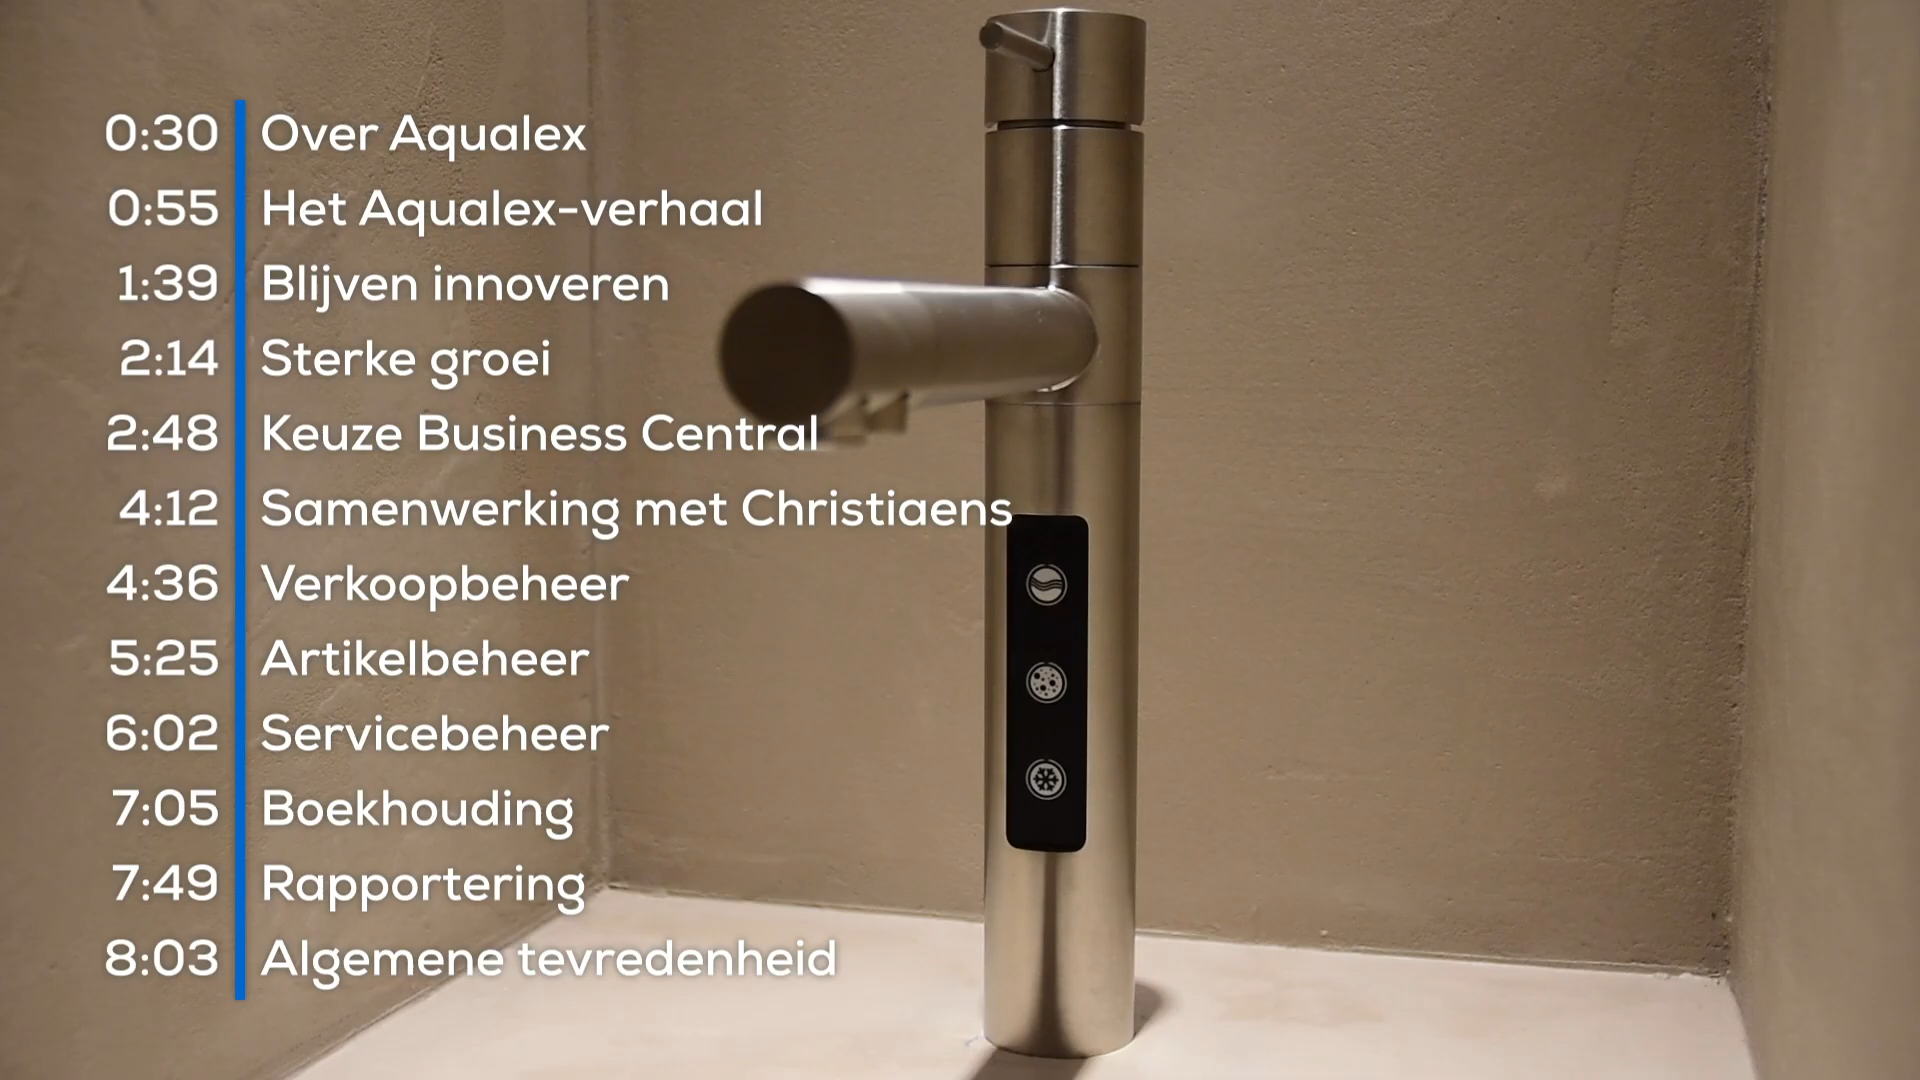 0:30 Over Aqualex
0:55 Het Aqualex-verhaal
1:39 Blijven innoveren
2:14 Sterke groei
2:48 Keuze Business Central
4:12 Samenwerking met Christiaens
4:36 Verkoopbeheer
5:25 Artikelbeheer
6:02 Servicebeheer
7:05 Boekhouding
7:49 Rapportering
8:03 Algemene tevredenheid